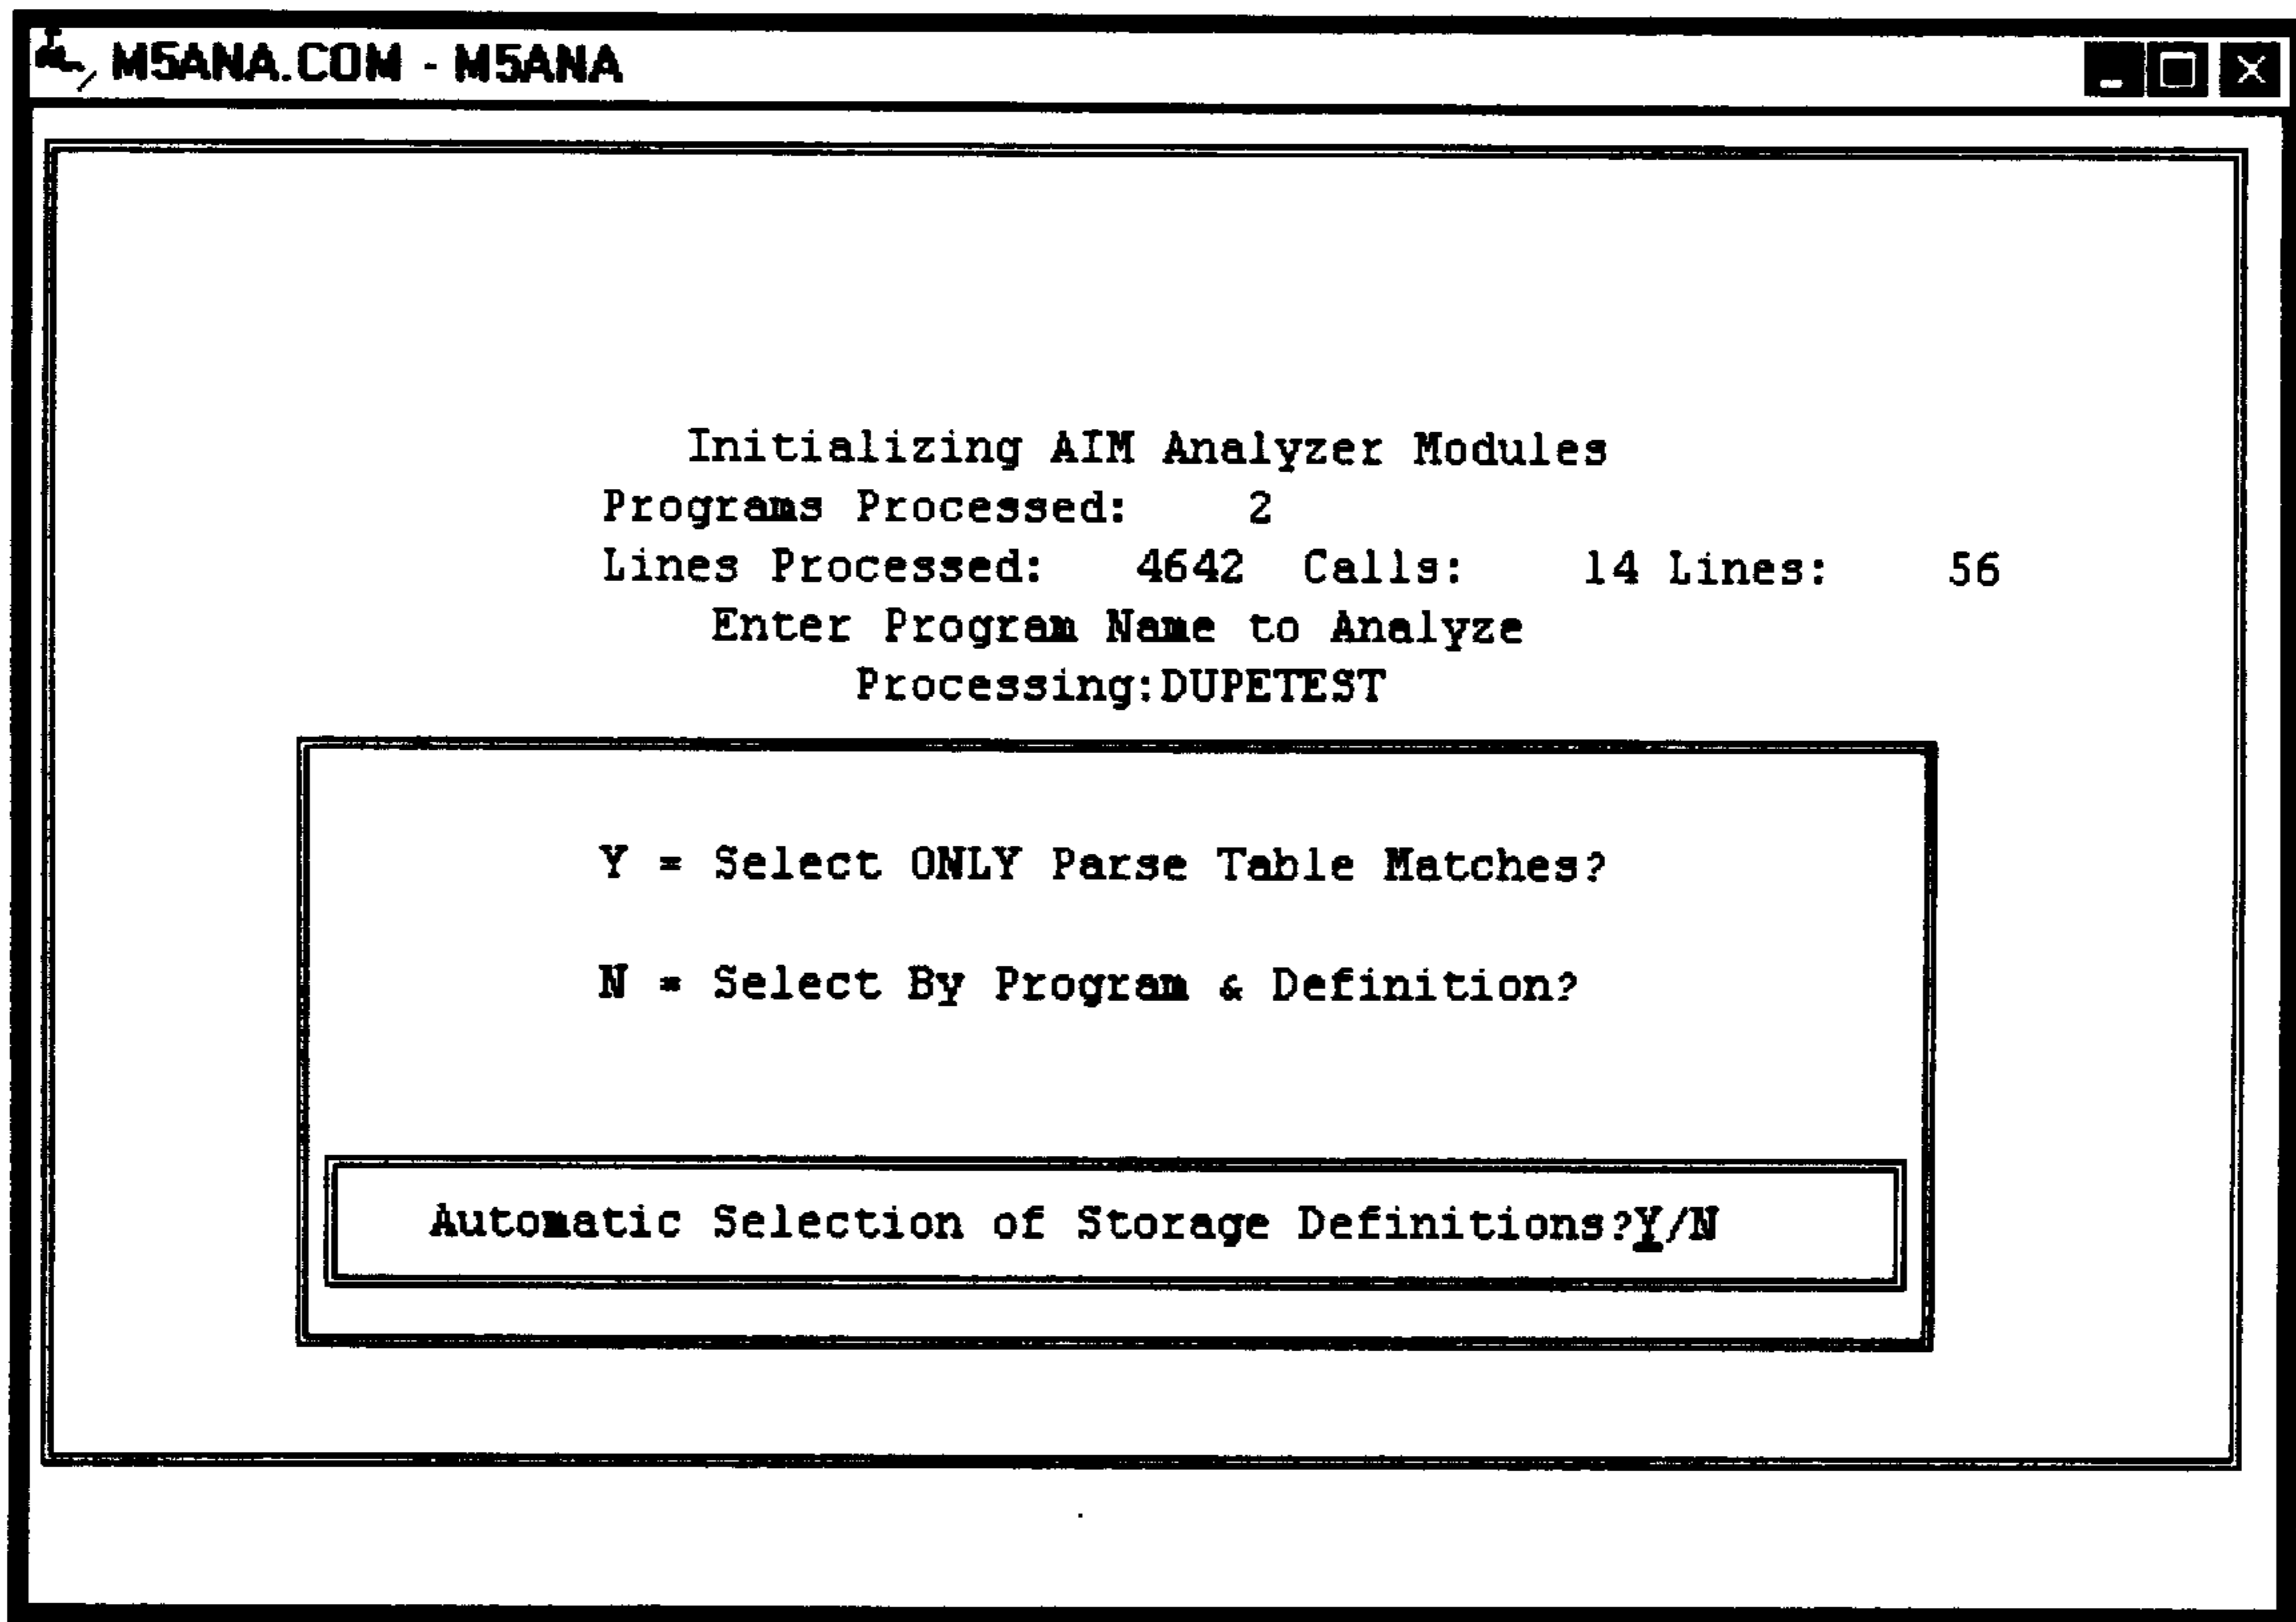 M5ANA.COM - M5ANA
Initializing AIM Analyzer Modules
Programs Processed: 2
Lines Processed: 4642 Calls: 14 Lines: 56
Enter Program Name to Analyze
Processing:DUPETEST
Y = Select ONLY Parse Table Matches?
N = Select By Program & Definition?
Automatic Selection of Storage Definitions?Y/N